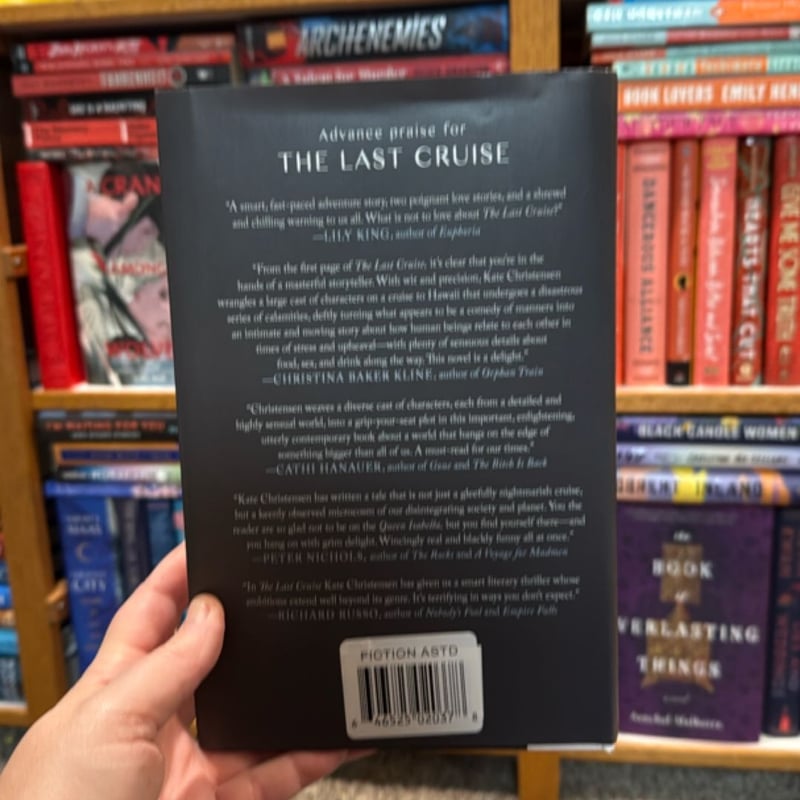 ARCHENEMIES
BOOK LOVERS EMILY HEN
Advance praise for
THE LAST CRUISE
"A smart, fast-paced adventure story, two poignant love stories, and a shrewd
and chilling warning to us all. What is not to love about The Last Cruise?"
—LILY KING, author of Euphoria
"From the first page of The Last Cruise, it's clear that you're in the
hands of a masterful storyteller. With wit and precision, Kate Christensen
wrangles a large cast of characters on a cruise to Hawaii that undergoes a disastrous
series of calamities, deftly turning what appears to be a comedy of manners into
an intimate and moving story about how human beings relate to each other in
times of stress and upheaval—with plenty of sensuous details about
food, sex, and drink along the way. This novel is a delight."
—CHRISTINA BAKER KLINE, author of Orphan Train
"Christensen weaves a diverse cast of characters, each from a detailed and
highly sensual world, into a grip-your-seat plot in this important, enlightening,
utterly contemporary book about a world that hangs on the edge of
something bigger than all of us. A must-read for our times."
—CATHI HANAUER, author of Gone and The Bitch Is Back
"Kate Christensen has written a tale that is not just a gleefully nightmarish cruise,
but a keenly observed microcosm of our disintegrating society and planet. You the
reader are so glad not to be on the Queen Isabella, but you find yourself there—and
you hang on with grim delight. Wincingly real and blackly funny all at once."
—PETER NICHOLS, author of The Rocks and A Voyage for Madmen
"In The Last Cruise Kate Christensen has given us a smart literary thriller whose
ambitions extend well beyond its genre. It's terrifying in ways you don't expect."
—RICHARD RUSSO, author of Nobody's Fool and Empire Falls
FICTION ASTD
6 46525 02037 8
DANGEROUS ALLIANCE
HEARTS THAT CUT
GIVE ME SOME TRUTH
I'M WAITING FOR YOU
BLACK CANDLE WOMEN
the
BOOK
of
EVERLASTING
THINGS